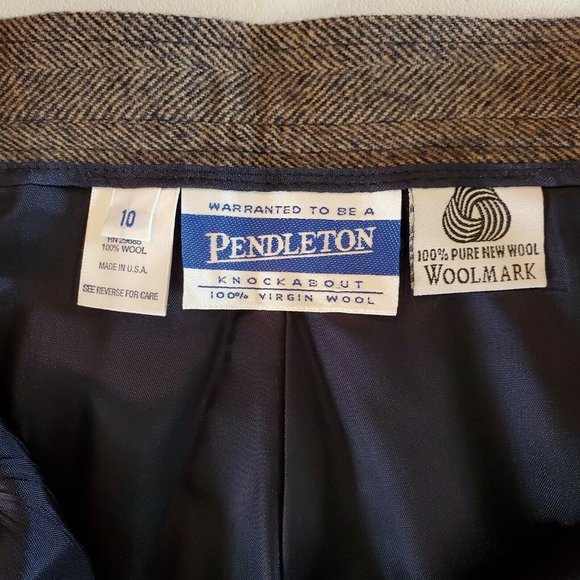 10
RN 29685
100% WOOL
MADE IN U.S.A.
SEE REVERSE FOR CARE
WARRANTED TO BE A
PENDLETON
KNOCKABOUT
100% VIRGIN WOOL
100% PURE NEW WOOL
WOOLMARK